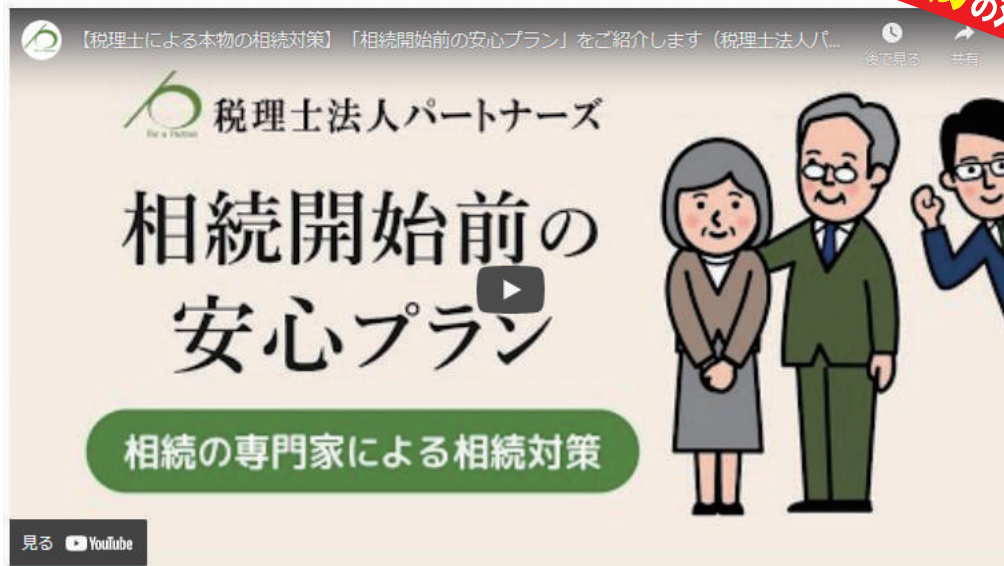 【税理士による本物の相続対策】「相続開始前の安心プラン」をご紹介します（税理士法人パ...
後で見る
共有
税理士法人パートナーズ
Be a Partner
相続開始前の
安心プラン
相続の専門家による相続対策
見る YouTube